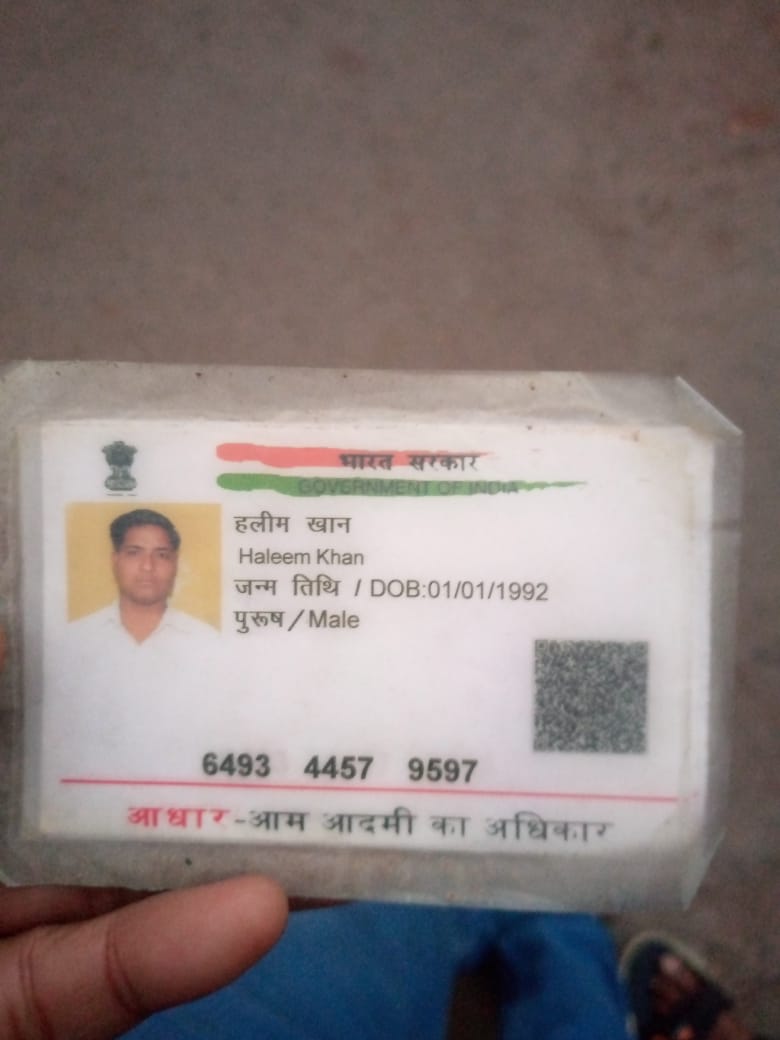 भारत सरकार
GOVERNMENT OF INDIA
हलीम खान
Haleem Khan
जन्म तिथि / DOB:01/01/1992
पुरूष / Male
6493 4457 9597
आधार-आम आदमी का अधिकार